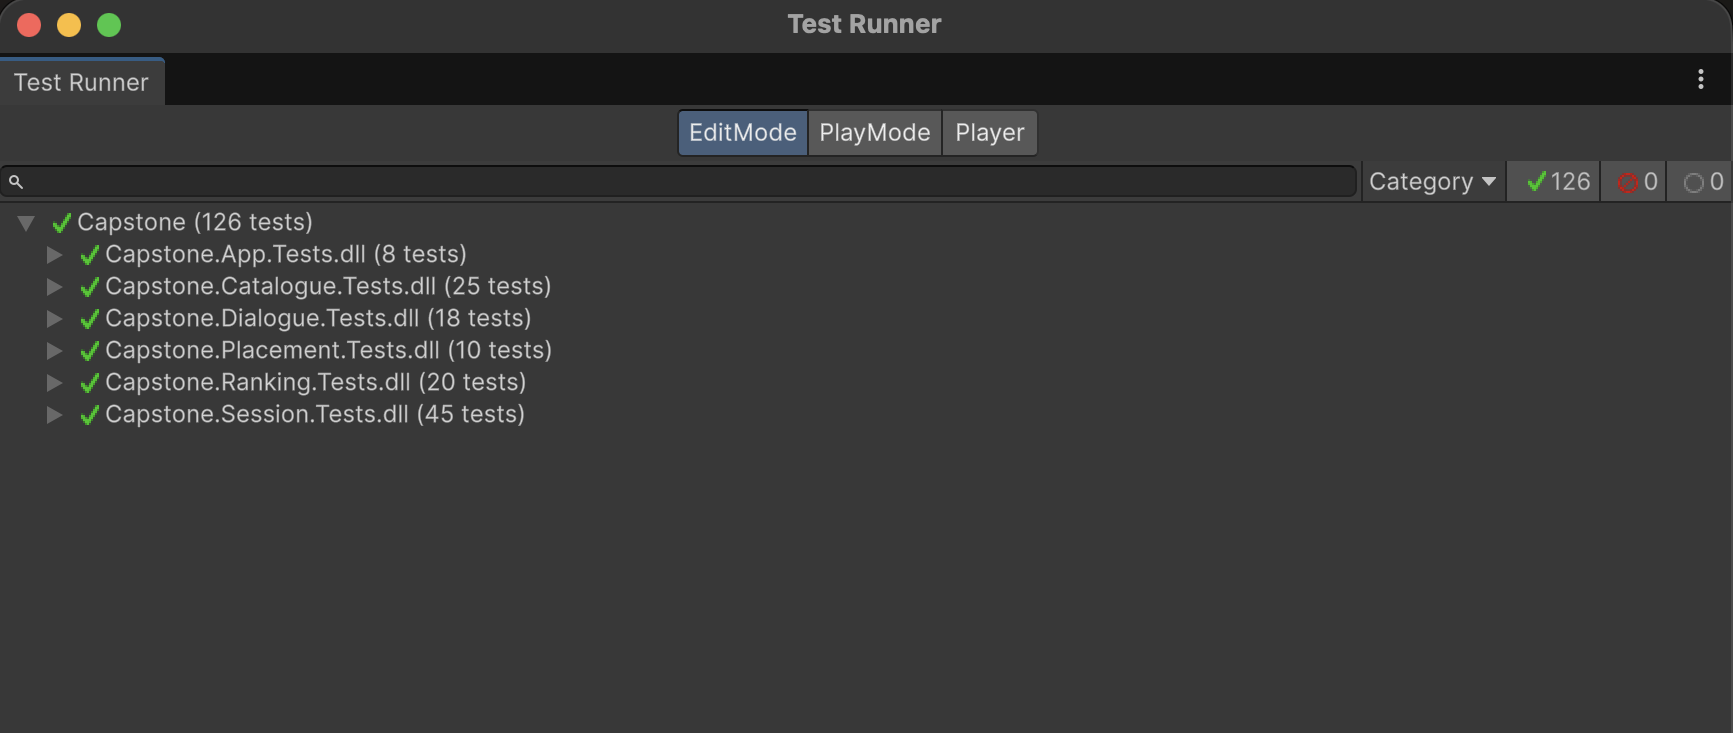 Test Runner
Test Runner
EditMode PlayMode Player
Category 126 0 0
Capstone (126 tests)
Capstone.App.Tests.dll (8 tests)
Capstone.Catalogue.Tests.dll (25 tests)
Capstone.Dialogue.Tests.dll (18 tests)
Capstone.Placement.Tests.dll (10 tests)
Capstone.Ranking.Tests.dll (20 tests)
Capstone.Session.Tests.dll (45 tests)